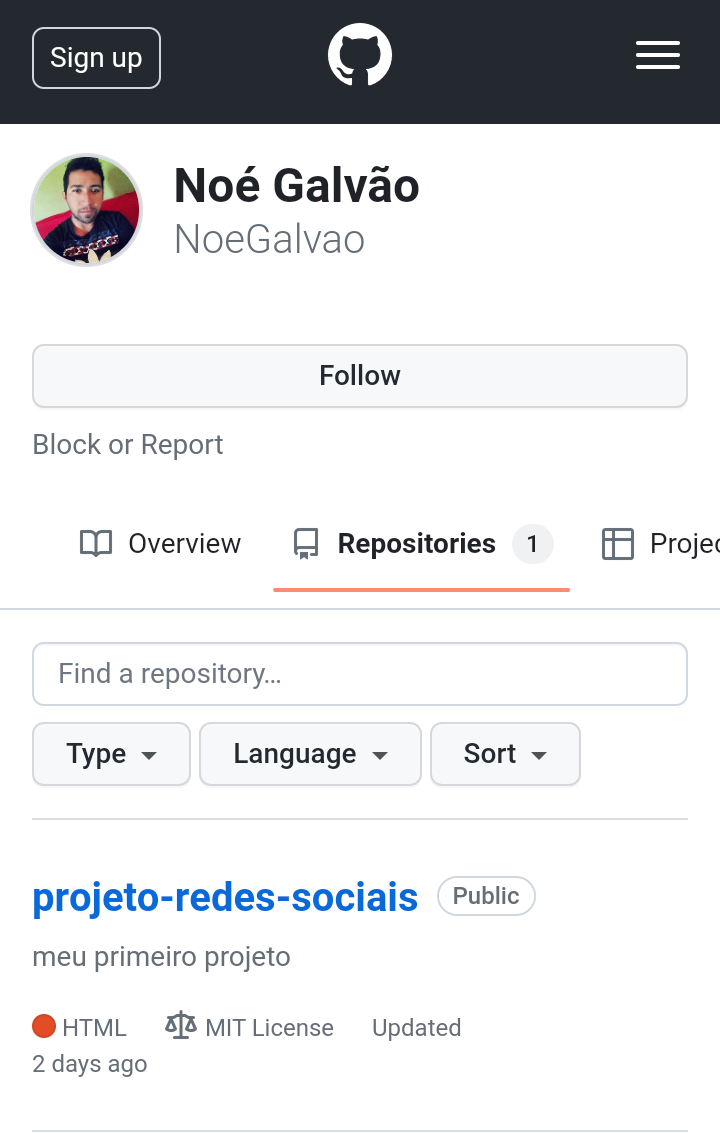 Sign up
Noé Galvão
NoeGalvao
Follow
Block or Report
Overview Repositories 1 Projec
Find a repository…
Type Language Sort
projeto-redes-sociais Public
meu primeiro projeto
HTML MIT License Updated
2 days ago